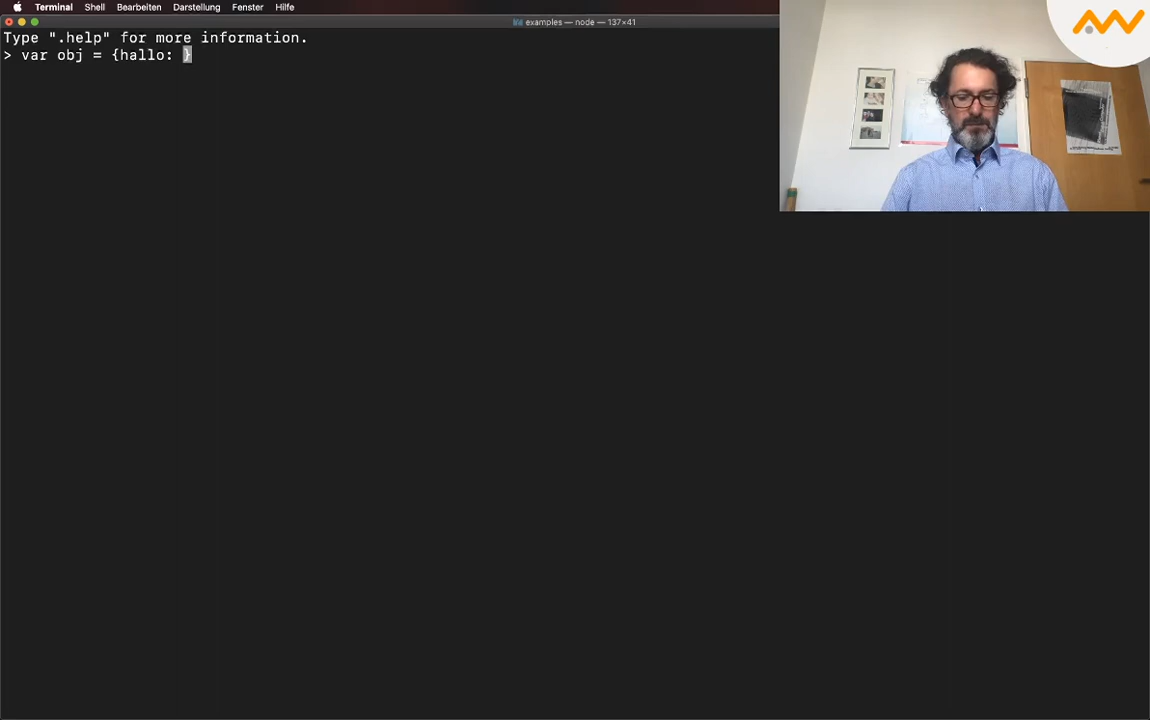 Terminal Shell Bearbeiten Darstellung Fenster Hilfe
examples — node — 137×41
Type ".help" for more information.
> var obj = {hallo: }